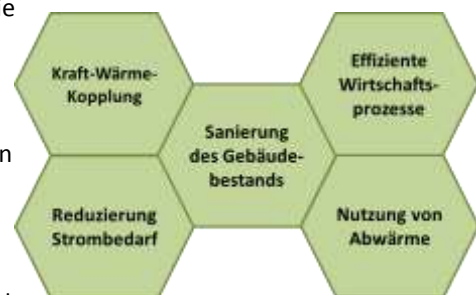 e
Kraft-Wärme-
Kopplung
Effiziente
Wirtschafts-
prozesse
Sanierung
des Gebäude-
bestands
n
Reduzierung
Strombedarf
Nutzung von
Abwärme